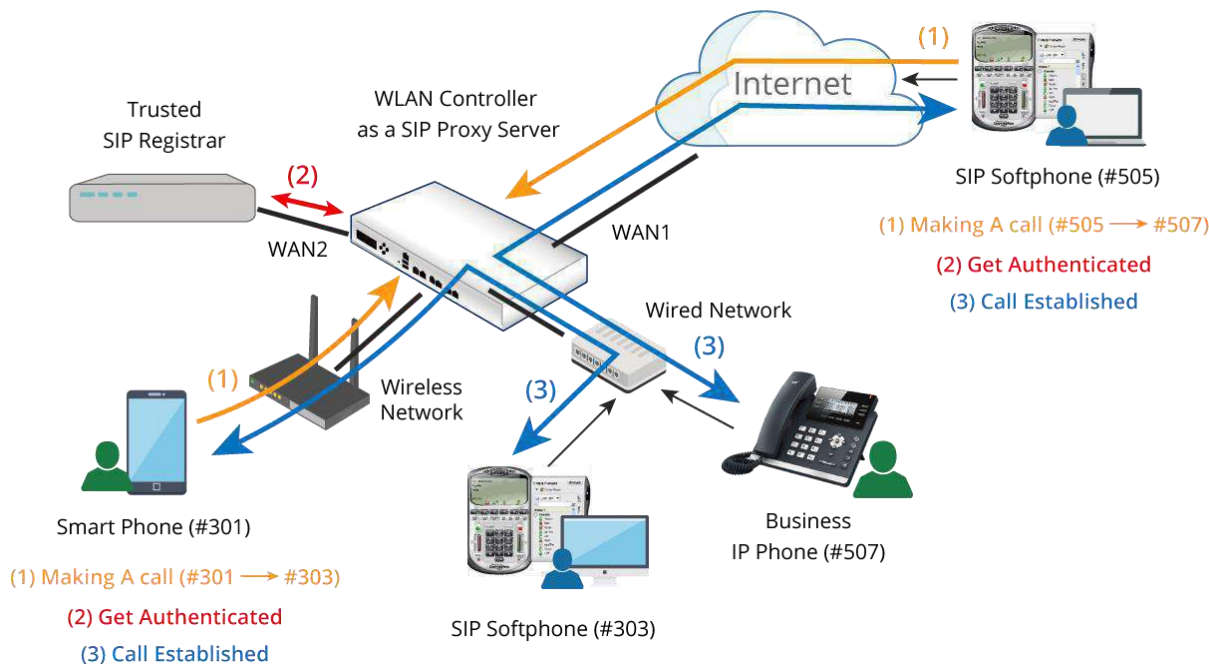 (1)
Internet
Trusted
SIP Registrar
WLAN Controller
as a SIP Proxy Server
(2)
WAN2
WAN1
SIP Softphone (#505)
(1) Making A call (#505 → #507)
(2) Get Authenticated
(3) Call Established
Wired Network
(3)
(3)
(1)
Wireless
Network
Smart Phone (#301)
(1) Making A call (#301 → #303)
(2) Get Authenticated
(3) Call Established
SIP Softphone (#303)
Business
IP Phone (#507)